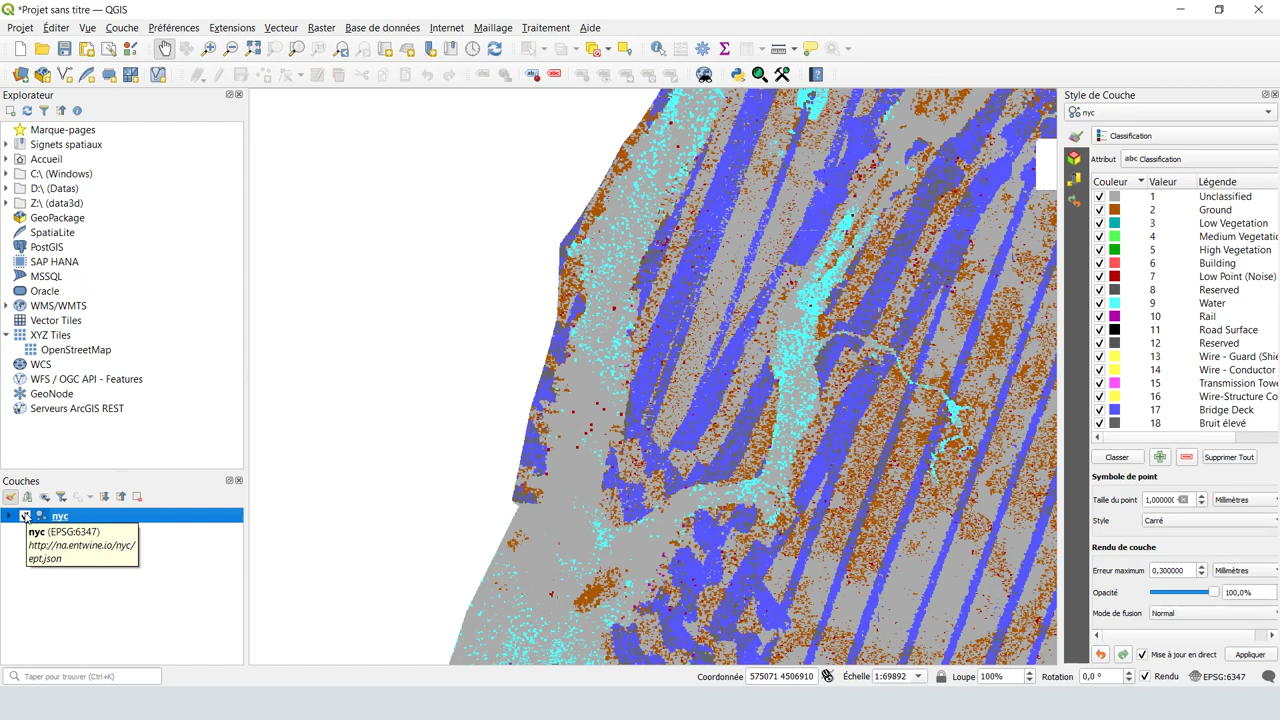 *Projet sans titre — QGIS
Projet Éditer Vue Couche Préférences Extensions Vecteur Raster Base de données Internet Maillage Traitement Aide
Explorateur
Marque-pages
Signets spatiaux
Accueil
C:\ (Windows)
D:\ (Datas)
Z:\ (data3d)
GeoPackage
SpatiaLite
PostGIS
SAP HANA
MSSQL
Oracle
WMS/WMTS
Vector Tiles
XYZ Tiles
OpenStreetMap
WCS
WFS / OGC API - Features
GeoNode
Serveurs ArcGIS REST
Couches
nyc
nyc (EPSG:6347)
http://na.entwine.io/nyc/
ept.json
Style de Couche
nyc
Classification
Attribut abc Classification
Couleur Valeur Légende
1 Unclassified
2 Ground
3 Low Vegetation
4 Medium Vegetatio
5 High Vegetation
6 Building
7 Low Point (Noise)
8 Reserved
9 Water
10 Rail
11 Road Surface
12 Reserved
13 Wire - Guard (Shi
14 Wire - Conductor
15 Transmission Tow
16 Wire-Structure Co
17 Bridge Deck
18 Bruit élevé
Classer Supprimer Tout
Symbole de point
Taille du point 1,00000 Millimètres
Style Carré
Rendu de couche
Erreur maximum 0,300000 Millimètres
Opacité 100,0%
Mode de fusion Normal
Mise à jour en direct Appliquer
Taper pour trouver (Ctrl+K) Coordonnée 575071 4506910 Échelle 1:69892 Loupe 100% Rotation 0,0 ° Rendu EPSG:6347